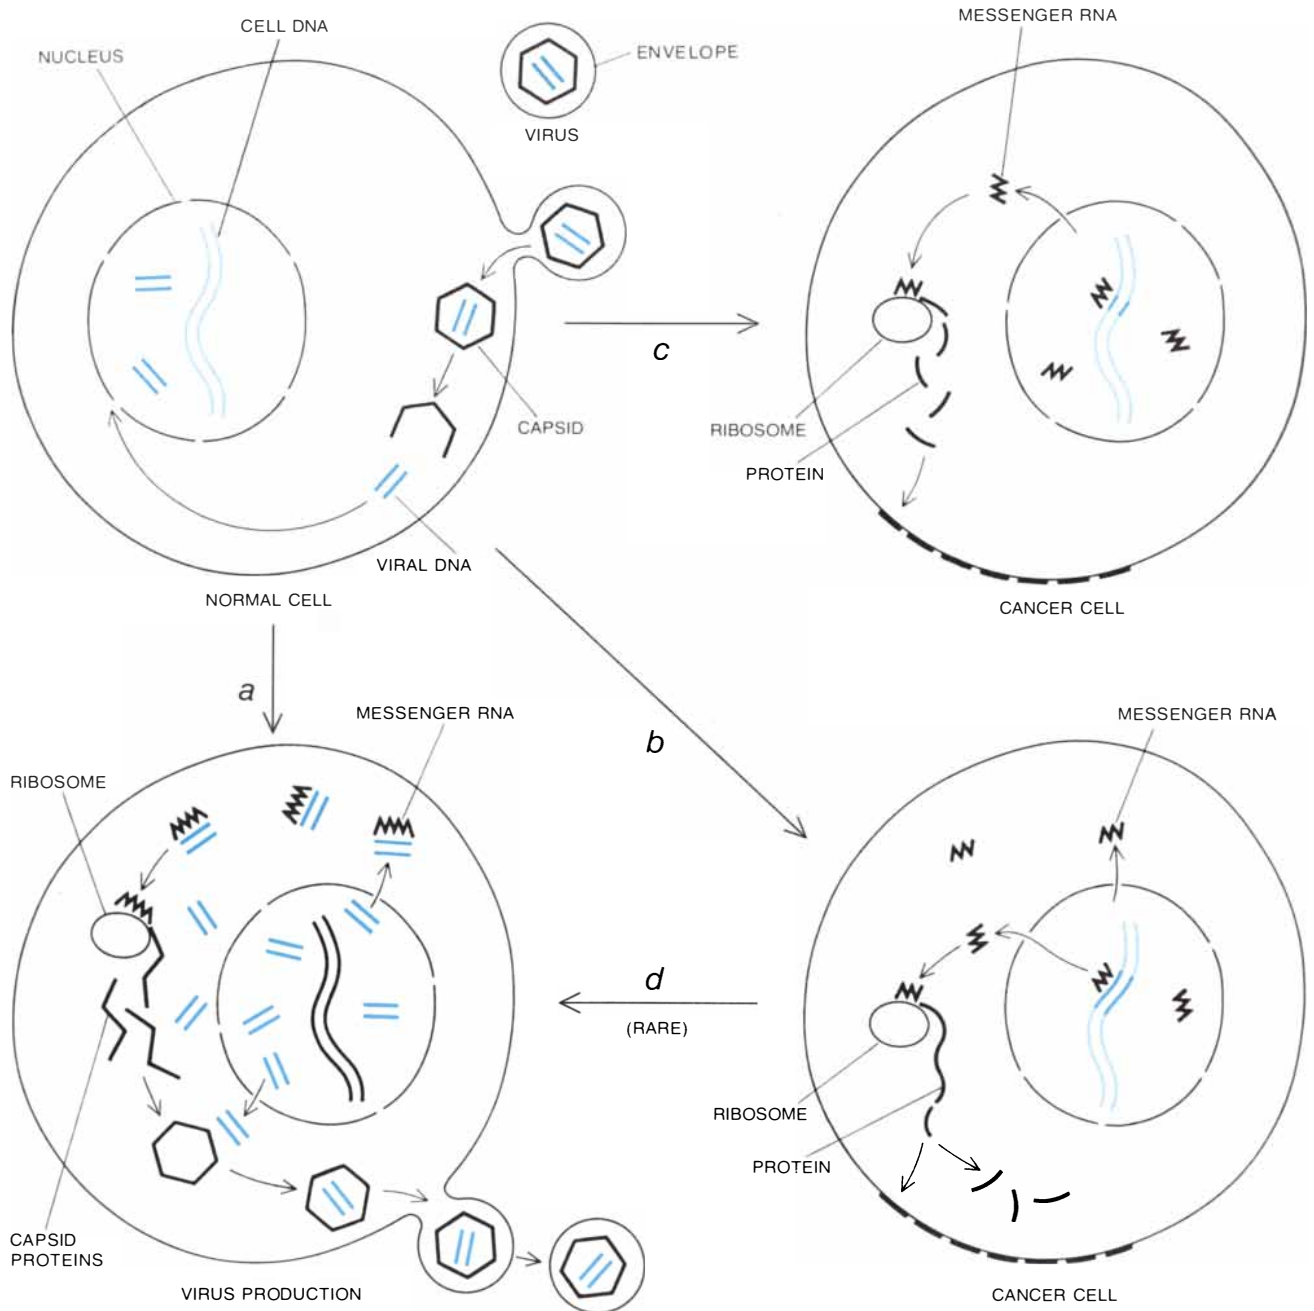 CELL DNA
NUCLEUS
ENVELOPE
VIRUS
CAPSID
VIRAL DNA
NORMAL CELL
c
MESSENGER RNA
RIBOSOME
PROTEIN
CANCER CELL
a
b
MESSENGER RNA
RIBOSOME
CAPSID
PROTEINS
VIRUS PRODUCTION
d
(RARE)
MESSENGER RNA
RIBOSOME
PROTEIN
CANCER CELL